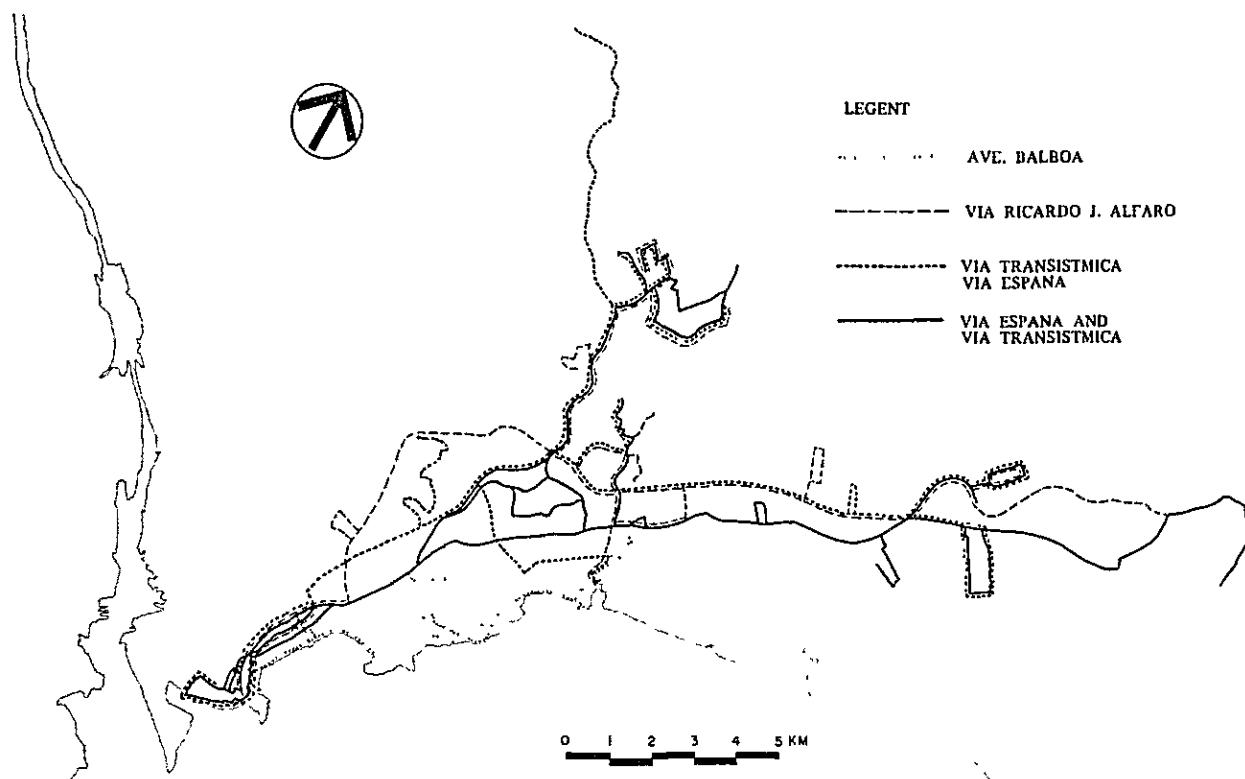 LEGENT
AVE. BALBOA
VIA RICARDO J. ALFARO
VIA TRANSISTMICA
VIA ESPANA
VIA ESPANA AND
VIA TRANSISTMICA
0 1 2 3 4 5 KM